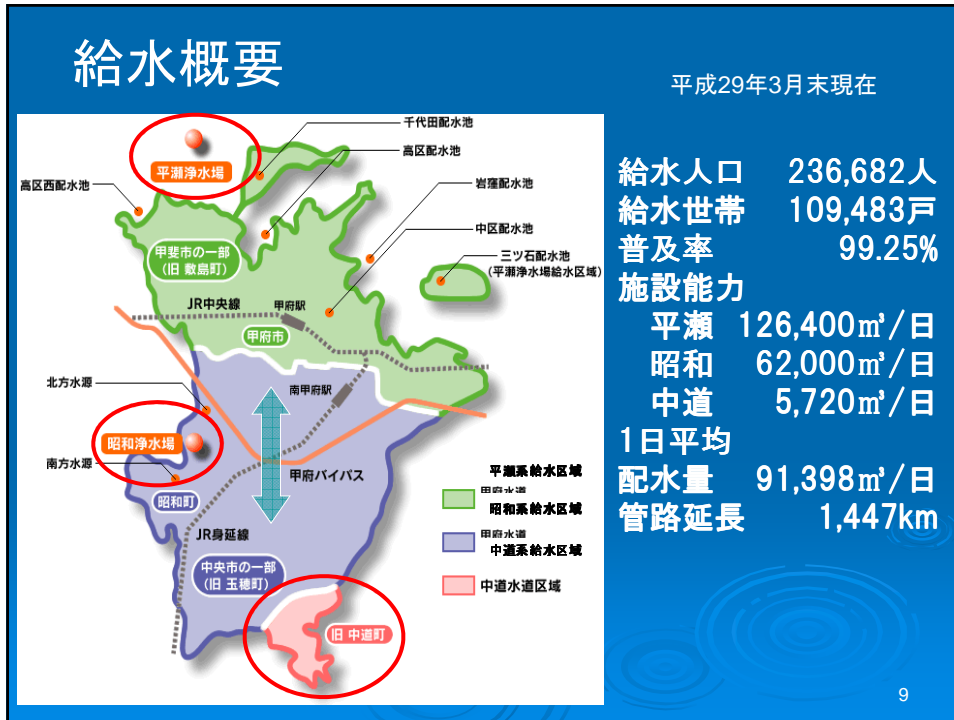 給水概要
平成29年3月末現在
千代田配水池
高区配水池
平瀬浄水場
高区西配水池
岩窪配水池
中区配水池
三ツ石配水池
(平瀬浄水場給水区域)
甲斐市の一部
(旧 敷島町)
JR中央線
甲府駅
甲府市
北方水源
南甲府駅
昭和浄水場
南方水源
甲府バイパス
昭和町
JR身延線
中央市の一部
(旧 玉穂町)
旧 中道町
平瀬系給水区域
甲府水道
昭和系給水区域
甲府水道
中道系給水区域
中道水道区域
給水人口 236,682人
給水世帯 109,483戸
普及率 99.25%
施設能力
平瀬 126,400㎥/日
昭和 62,000㎥/日
中道 5,720㎥/日
1日平均
配水量 91,398㎥/日
管路延長 1,447km
9